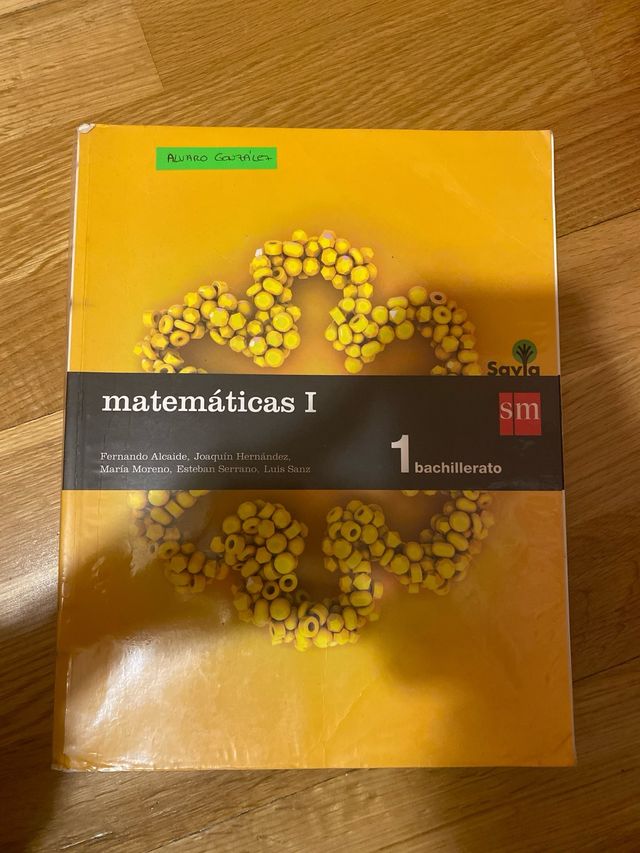 ALVARO GONZÁLEZ
Savia
matemáticas I
sm
Fernando Alcaide, Joaquín Hernández,
María Moreno, Esteban Serrano, Luis Sanz
1 bachillerato